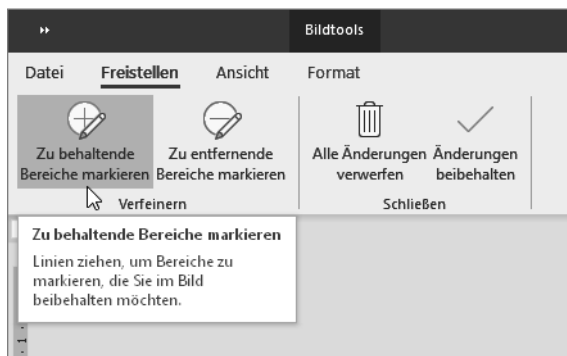 Bildtools
Datei Freistellen Ansicht Format
Zu behaltende Bereiche markieren
Zu entfernende Bereiche markieren
Alle Änderungen verwerfen
Änderungen beibehalten
Verfeinern
Schließen
Zu behaltende Bereiche markieren
Linien ziehen, um Bereiche zu
markieren, die Sie im Bild
beibehalten möchten.
1